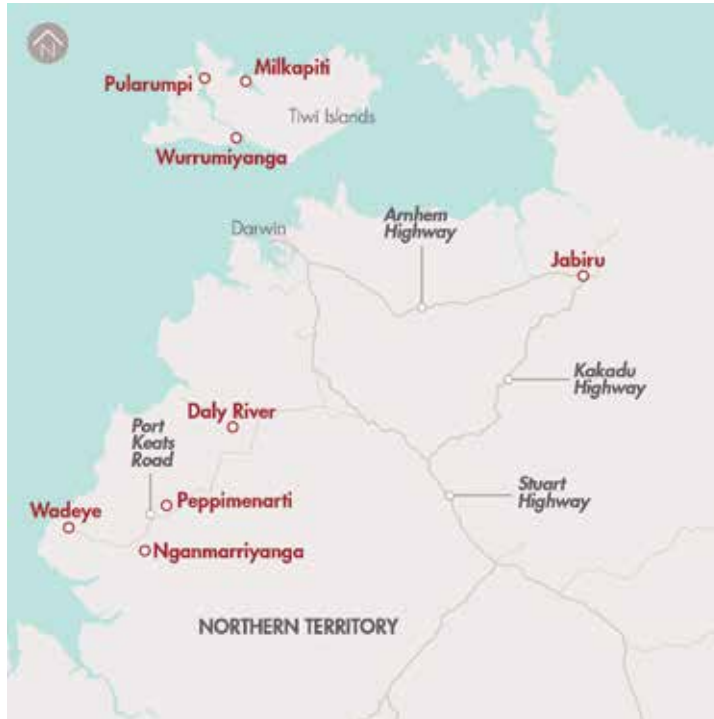 N
Milkapiti
Pularumpi
Tiwi Islands
Wurrumiyanga
Darwin
Arnhem
Highway
Jabiru
Kakadu
Highway
Daly River
Port
Keats
Road
Stuart
Highway
Peppimenarti
Wadeye
Nganmarriyanga
NORTHERN TERRITORY